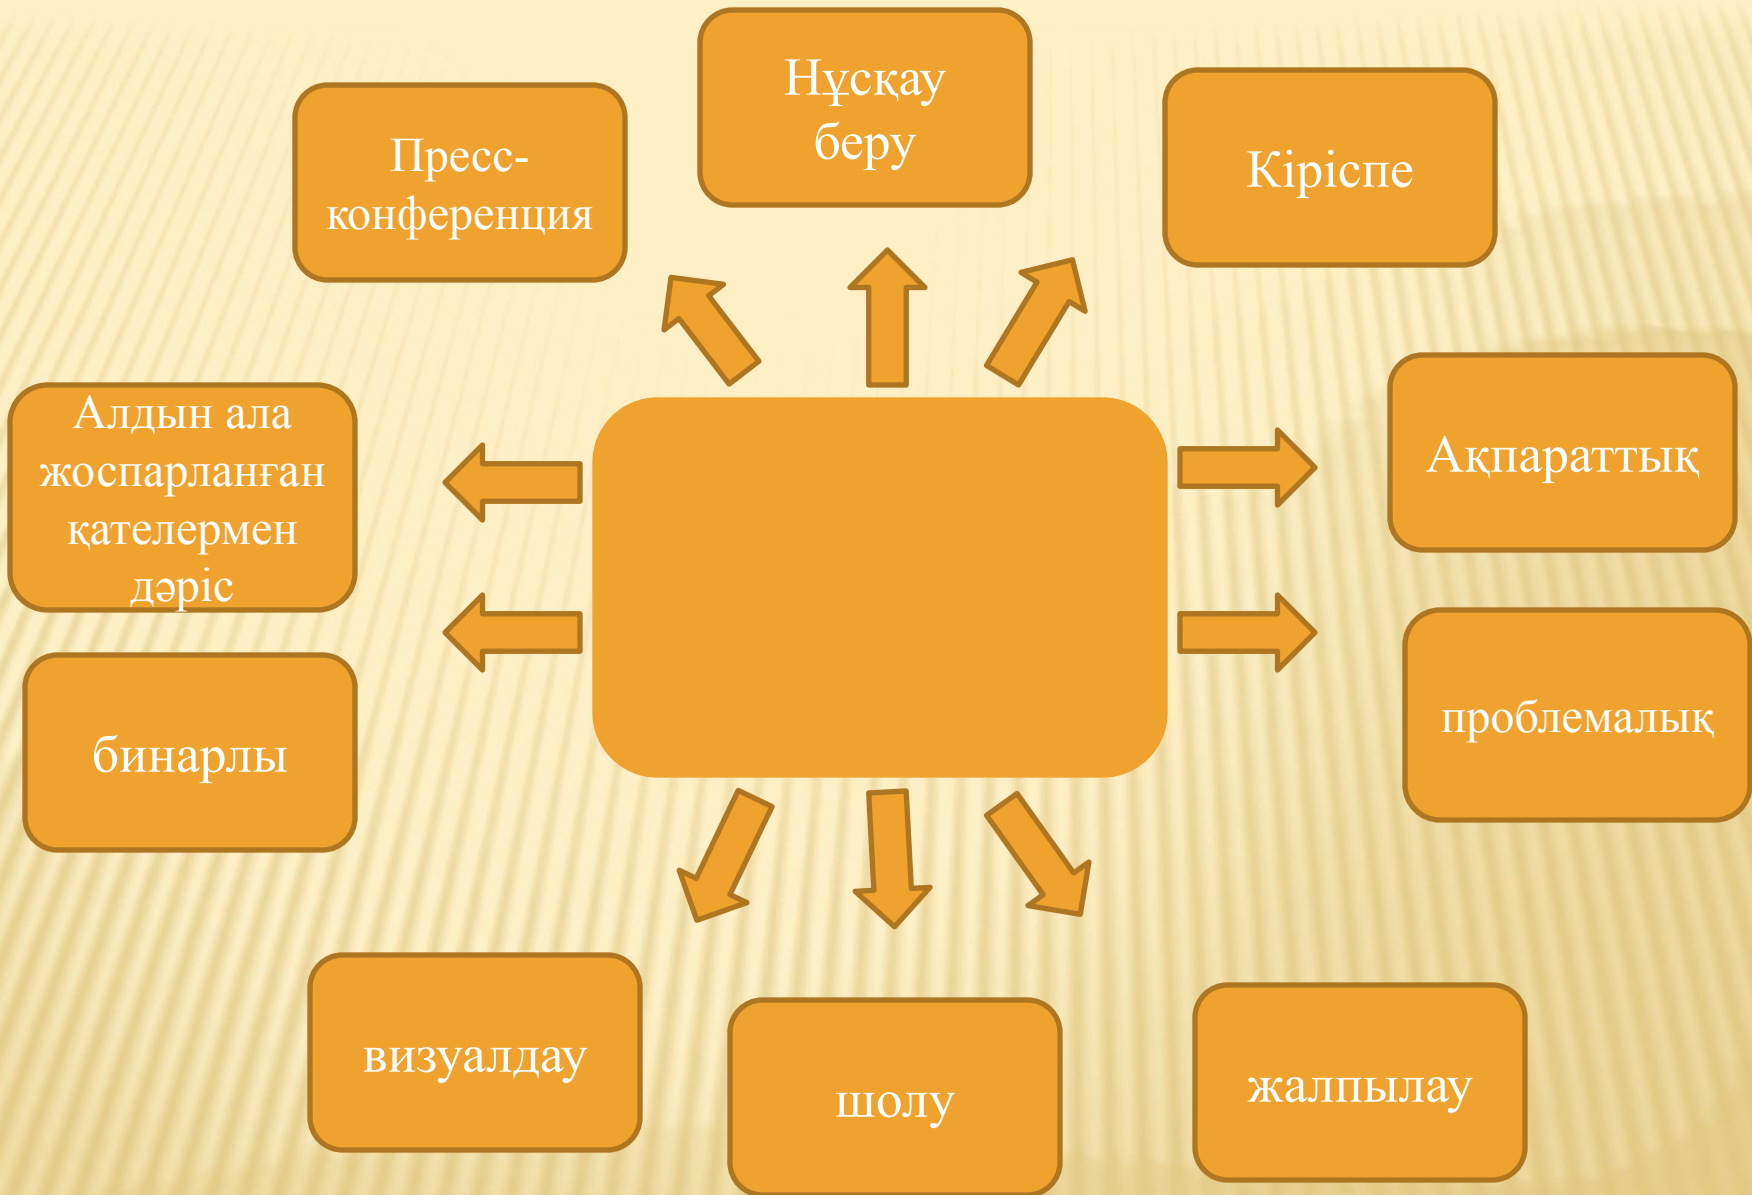 Нұсқау
беру
Пресс-
конференция
Кіріспе
Алдын ала
жоспарланған
қателермен
дәріс
Ақпараттық
бинарлы
проблемалық
визуалдау
шолу
жалпылау